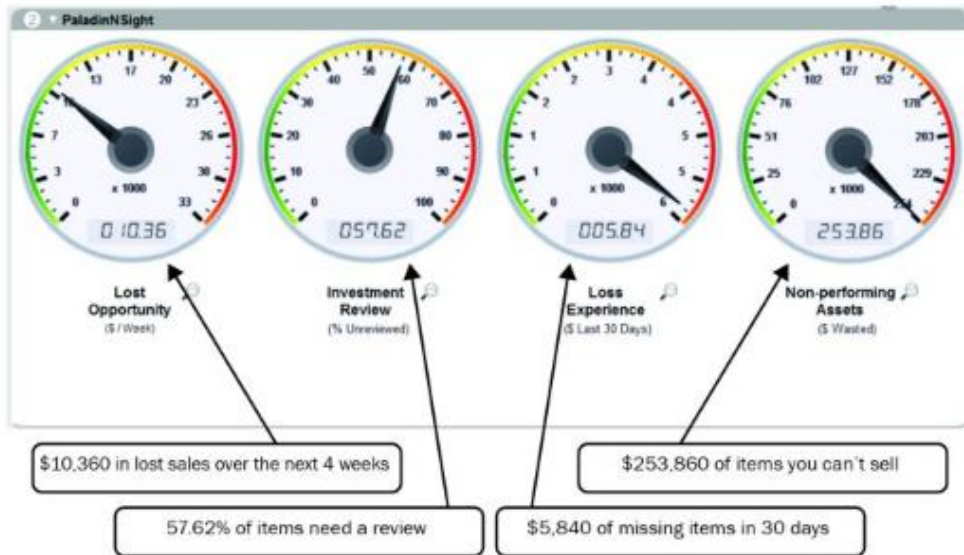 2 PaladinNSight
0 3 7 10 13 17 20 23 26 30 33
x 1000
010.36
0 10 20 30 40 50 60 70 80 90 100
057.62
0 1 1 2 2 3 4 4 5 5 6
x 1000
005.84
0 25 51 76 102 127 152 178 203 229 254
x 1000
253.86
Lost
Opportunity
($ / Week)
Investment
Review
(% Unreviewed)
Loss
Experience
($ Last 30 Days)
Non-performing
Assets
($ Wasted)
$10,360 in lost sales over the next 4 weeks
$253,860 of items you can't sell
57.62% of items need a review
$5,840 of missing items in 30 days